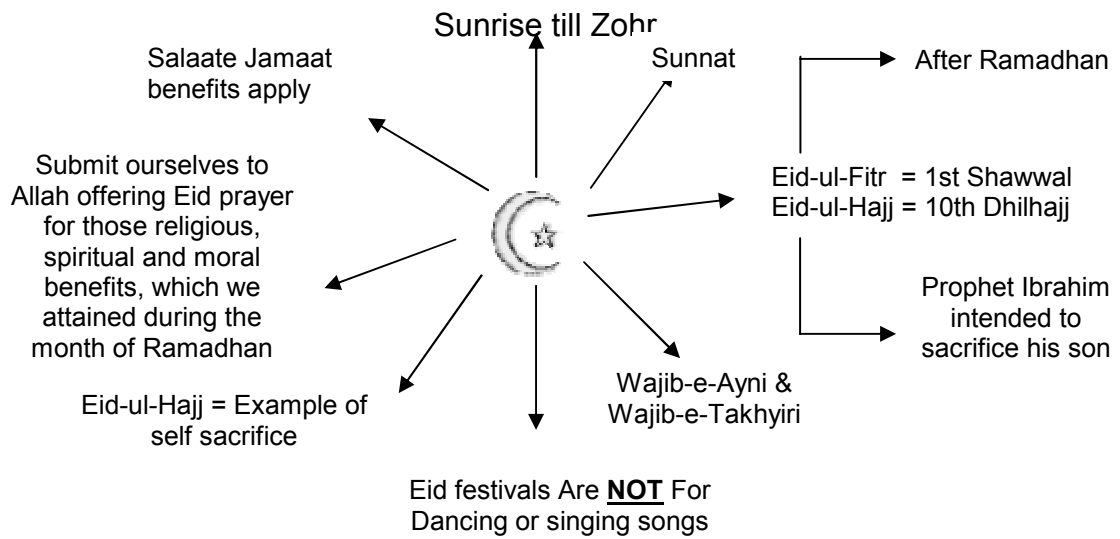 Sunrise till Zohr
Salaate Jamaat
benefits apply
Sunnat
After Ramadhan
Submit ourselves to
Allah offering Eid prayer
for those religious,
spiritual and moral
benefits, which we
attained during the
month of Ramadhan
Eid-ul-Fitr = 1st Shawwal
Eid-ul-Hajj = 10th Dhilhajj
Prophet Ibrahim
intended to
sacrifice his son
Wajib-e-Ayni &
Wajib-e-Takhyiri
Eid-ul-Hajj = Example of
self sacrifice
Eid festivals Are NOT For
Dancing or singing songs